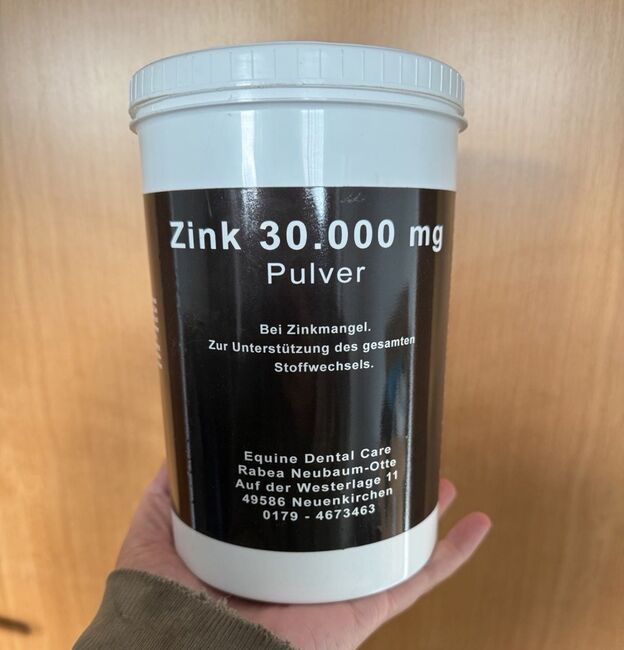 Zink 30.000 mg
Pulver
Bei Zinkmangel.
Zur Unterstützung des gesamten
Stoffwechsels.
Equine Dental Care
Rabea Neubaum-Otte
Auf der Westerlage 11
49586 Neuenkirchen
0179 - 4673463